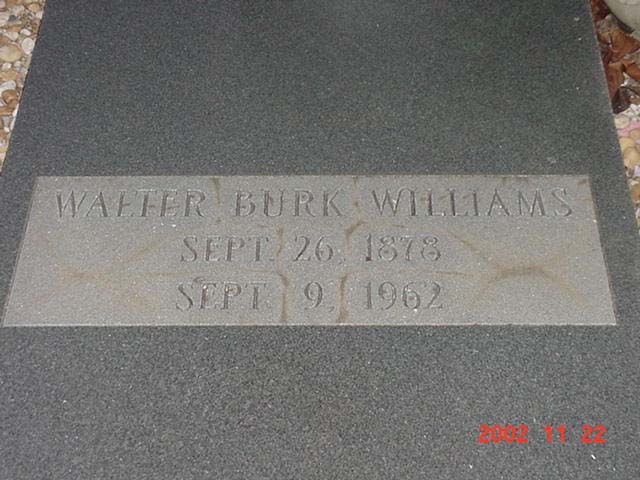 WALTER BURK WILLIAMS
SEPT. 26, 1878
SEPT. 9, 1962
2002 11 22